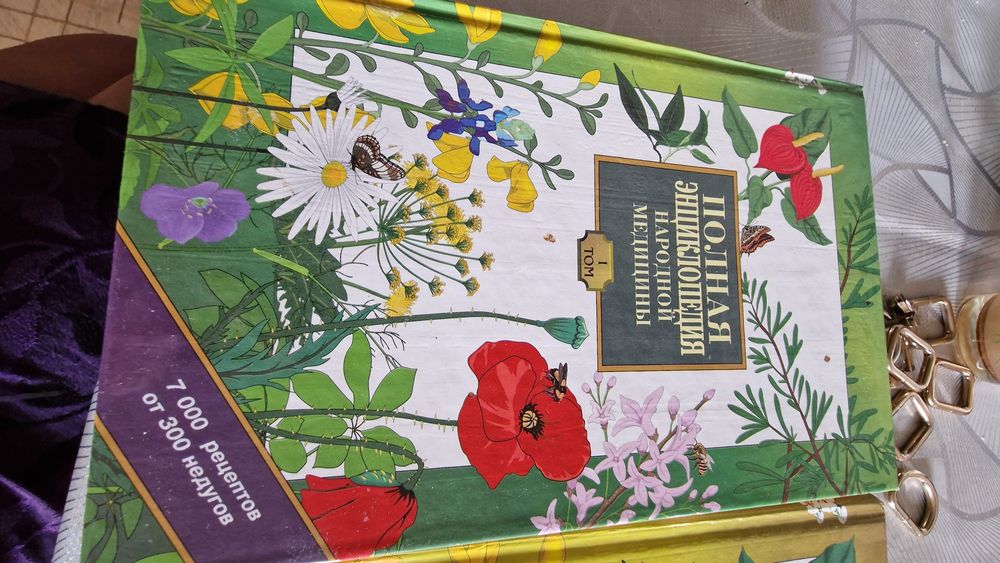 ПОЛНАЯ
ЭНЦИКЛОПЕДИЯ
НАРОДНОЙ
МЕДИЦИНЫ
I
ТОМ
7 000 рецептов
от 300 недугов